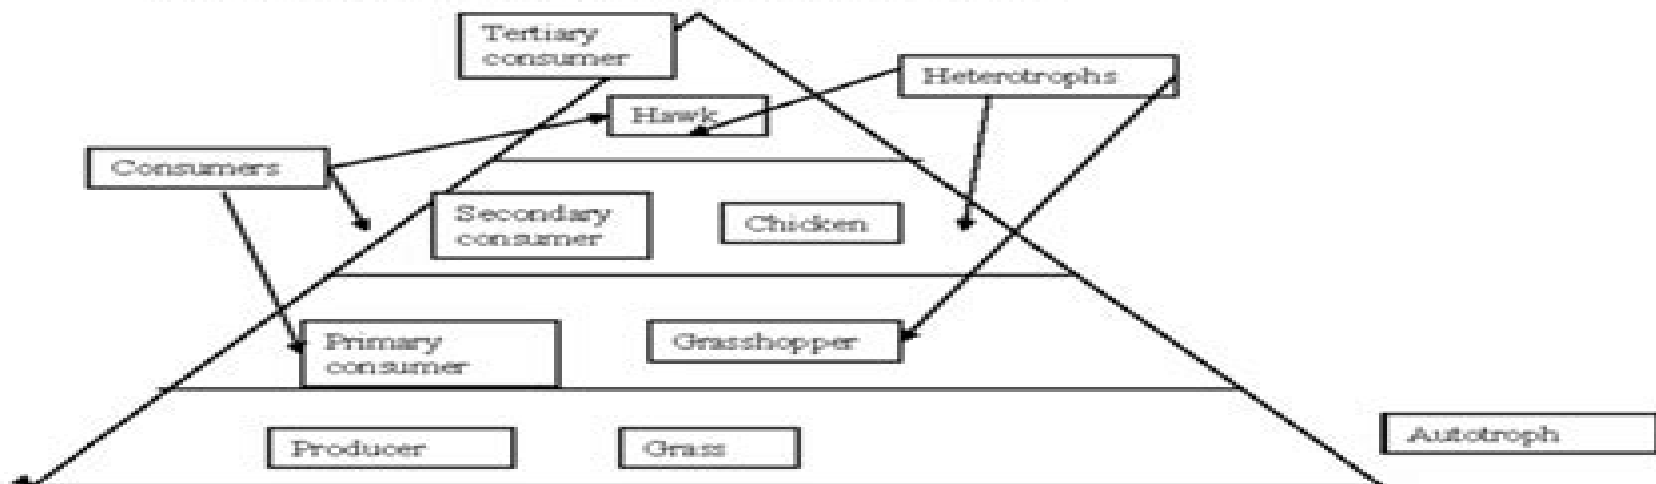 Tertiary
consumer
Heterotrophs
Hawk
Consumers
Secondary
consumer
Chicken
Primary
consumer
Grasshopper
Producer
Grass
Autotroph